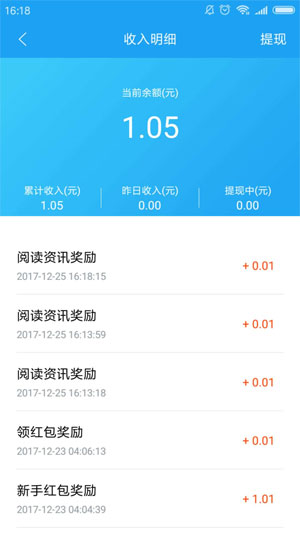 16:18
收入明细 提现
当前余额(元)
1.05
累计收入(元) 昨日收入(元) 提现中(元)
1.05 0.00 0.00
阅读资讯奖励
+ 0.01
2017-12-25 16:18:15
阅读资讯奖励
+ 0.01
2017-12-25 16:13:59
阅读资讯奖励
+ 0.01
2017-12-25 16:13:18
领红包奖励
+ 0.01
2017-12-23 04:06:13
新手红包奖励
+ 1.01
2017-12-23 04:04:39